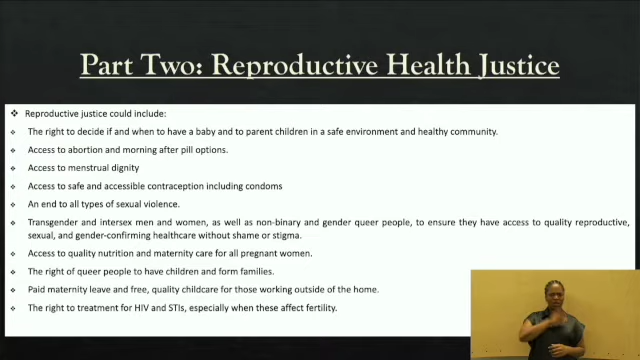 Part Two: Reproductive Health Justice
Reproductive justice could include:
The right to decide if and when to have a baby and to parent children in a safe environment and healthy community.
Access to abortion and morning after pill options.
Access to menstrual dignity
Access to safe and accessible contraception including condoms
An end to all types of sexual violence.
Transgender and intersex men and women, as well as non-binary and gender queer people, to ensure they have access to quality reproductive,
sexual, and gender-confirming healthcare without shame or stigma.
Access to quality nutrition and maternity care for all pregnant women.
The right of queer people to have children and form families.
Paid maternity leave and free, quality childcare for those working outside of the home.
The right to treatment for HIV and STIs, especially when these affect fertility.